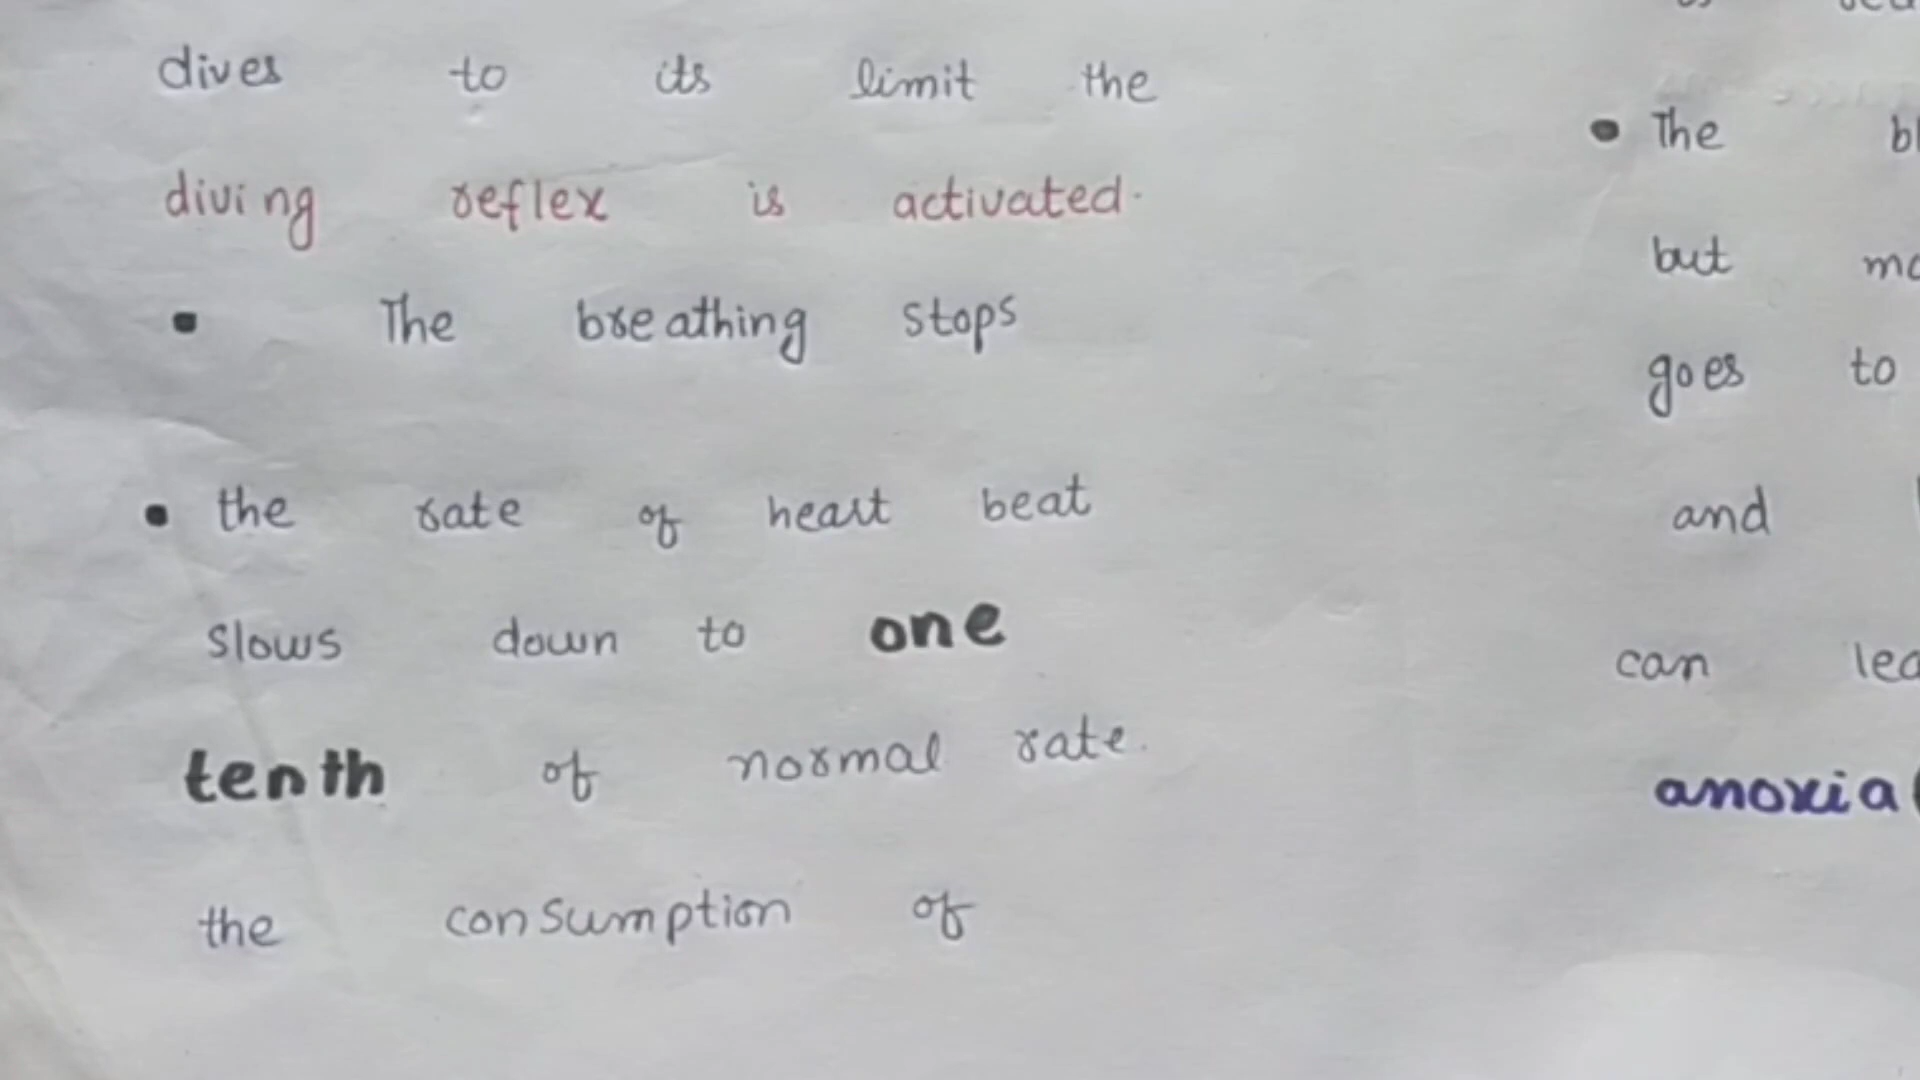 dives to its limit the
diving reflex is activated.
• The breathing stops
• the rate of heart beat
slows down to one
tenth of normal rate.
the consumption of
• The
but
goes to
and
can
anoxia